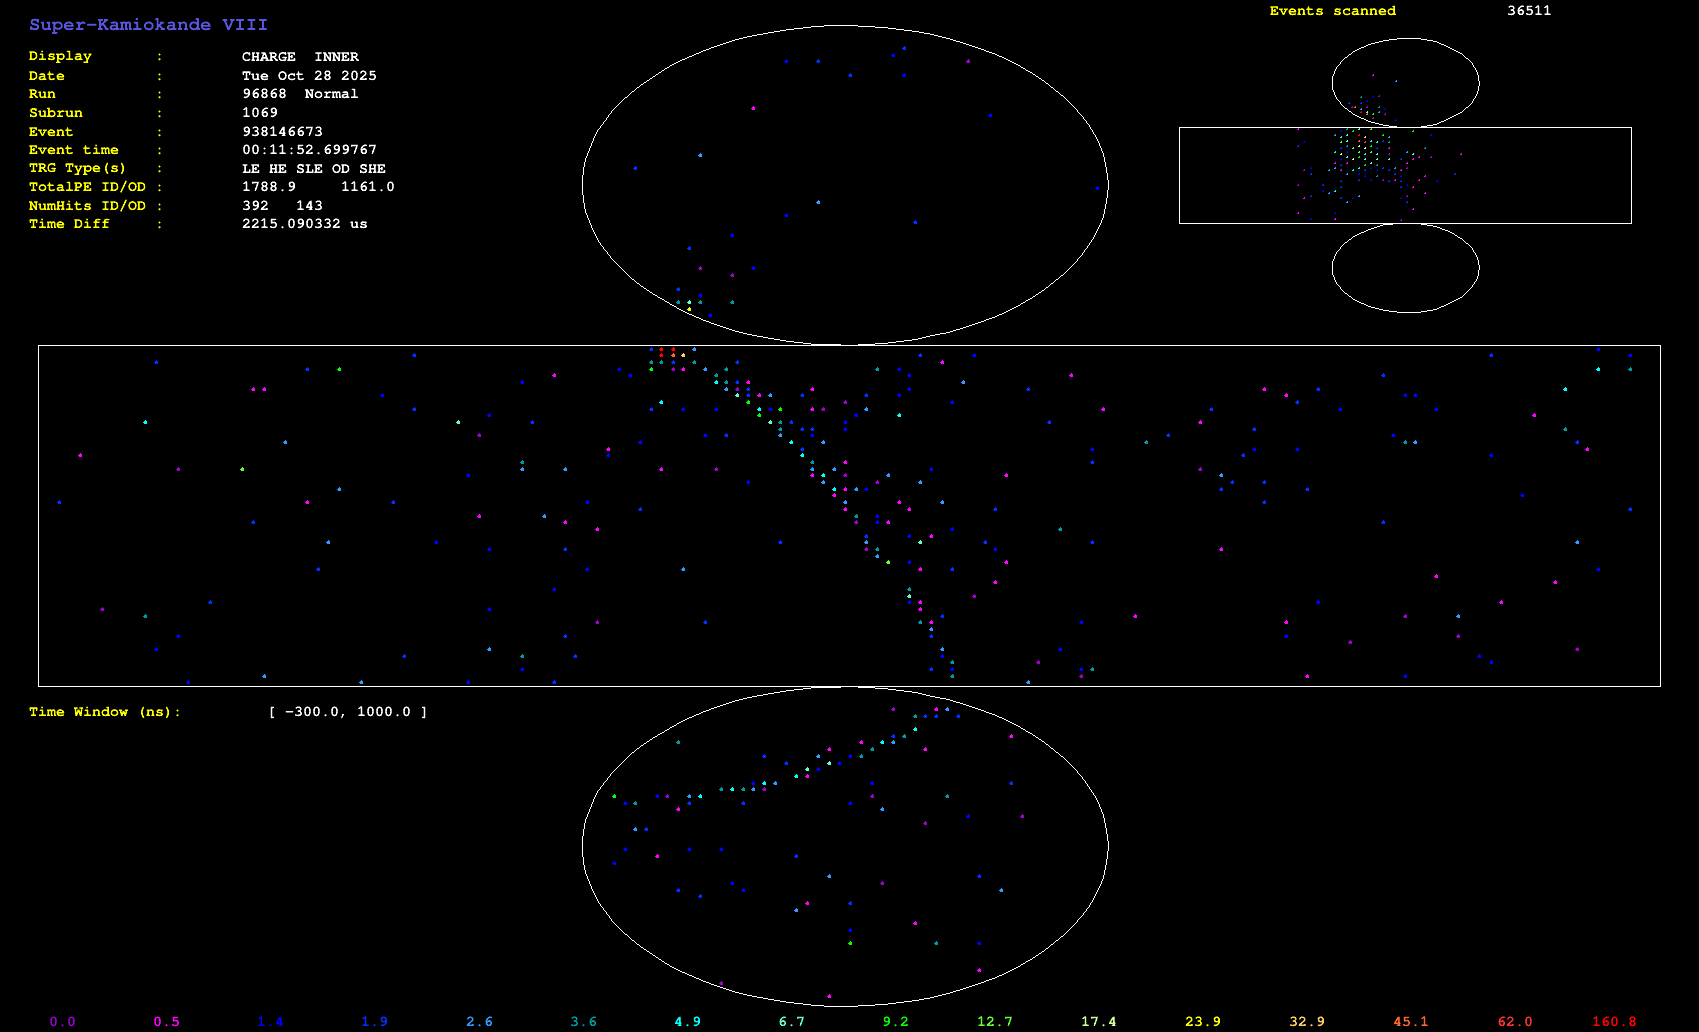 Super-Kamiokande VIII
Events scanned 36511
Display : CHARGE INNER
Date : Tue Oct 28 2025
Run : 96868 Normal
Subrun : 1069
Event : 938146673
Event time : 00:11:52.699767
TRG Type(s) : LE HE SLE OD SHE
TotalPE ID/OD : 1788.9 1161.0
NumHits ID/OD : 392 143
Time Diff : 2215.090332 us
Time Window (ns): [ -300.0, 1000.0 ]
0.0 0.5 1.4 1.9 2.6 3.6 4.9 6.7 9.2 12.7 17.4 23.9 32.9 45.1 62.0 160.8